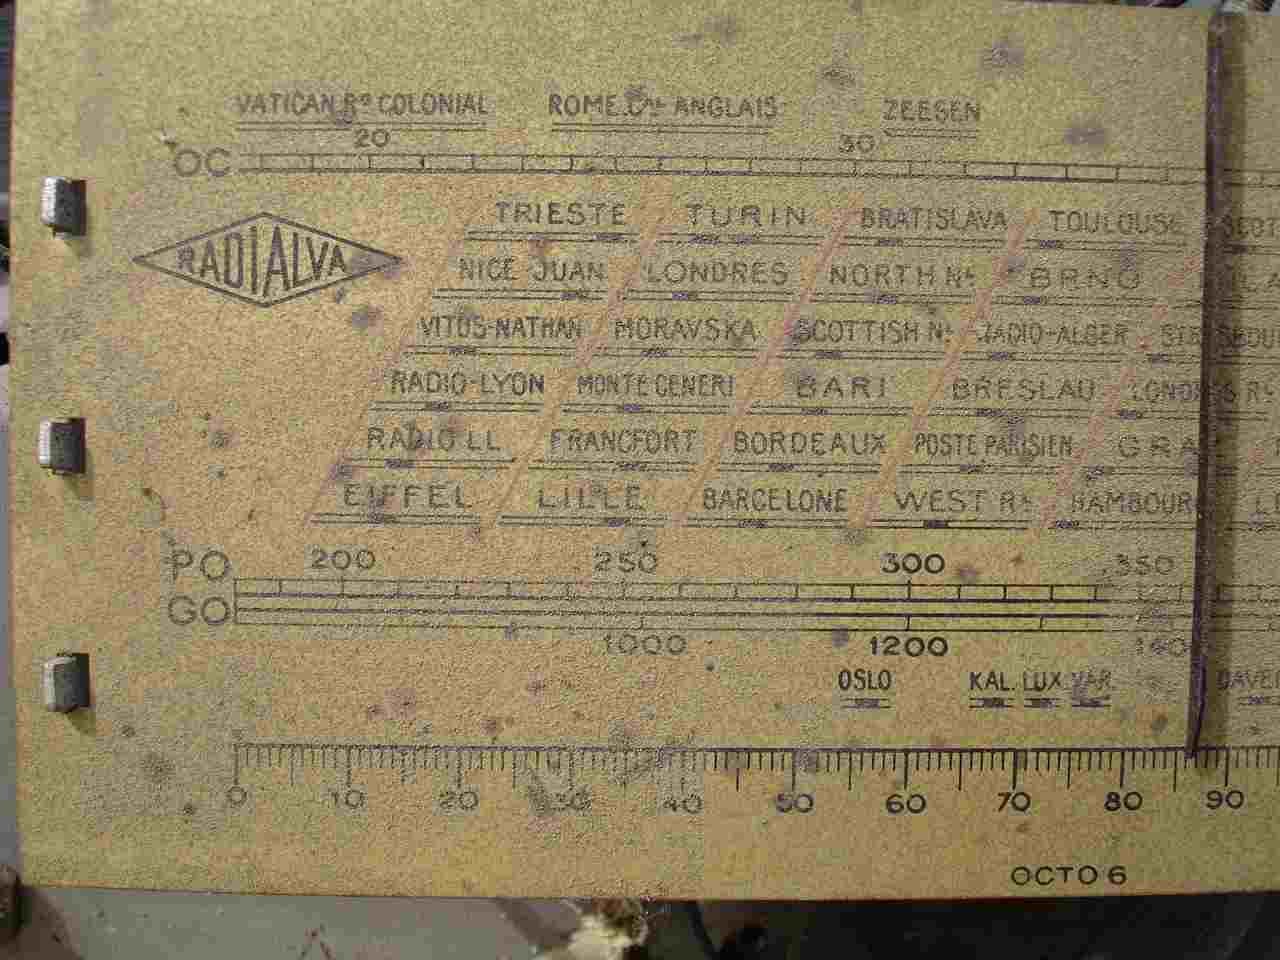 VATICAN. Rº COLONIAL ROME. ANGLAIS ZEESEN
20 30
OC
TRIESTE TURIN BRATISLAVA TOULOUSE
RADIALVA
NICE JUAN LONDRES NORTH Nᴸ BRNO
VITUS-NATHAN MORAVSKA SCOTTISH Nᴸ RADIO-ALGER
RADIO-LYON MONTE CENERI BARI BRESLAU LONDRES Rᴸ
RADIO LL FRANCFORT BORDEAUX POSTE PARISIEN
EIFFEL LILLE BARCELONE WEST Rᴸ HAMBOURG
PO 200 250 300 350
GO
1000 1200
OSLO KAL. LUX VAR
0 10 20 30 40 50 60 70 80 90
OCTO 6